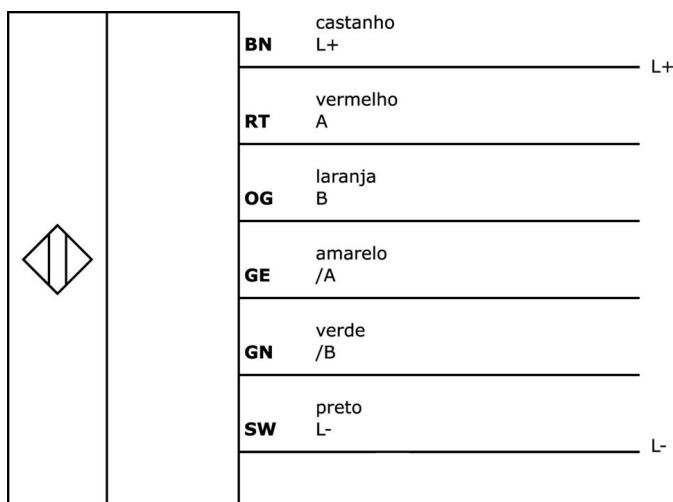 castanho
BN L+
L+
vermelho
RT A
laranja
OG B
amarelo
GE /A
verde
GN /B
preto
SW L-
L-